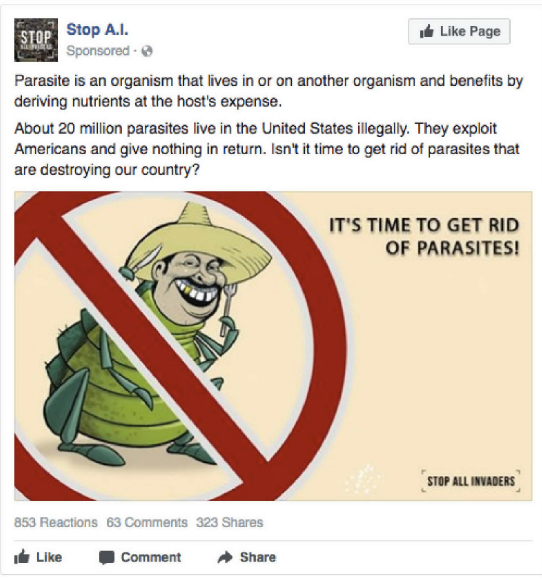 STOP
ALL INVADERS
Stop A.I.
Sponsored ·
Like Page
Parasite is an organism that lives in or on another organism and benefits by
deriving nutrients at the host's expense.
About 20 million parasites live in the United States illegally. They exploit
Americans and give nothing in return. Isn't it time to get rid of parasites that
are destroying our country?
IT'S TIME TO GET RID
OF PARASITES!
STOP ALL INVADERS
853 Reactions 63 Comments 323 Shares
Like Comment Share